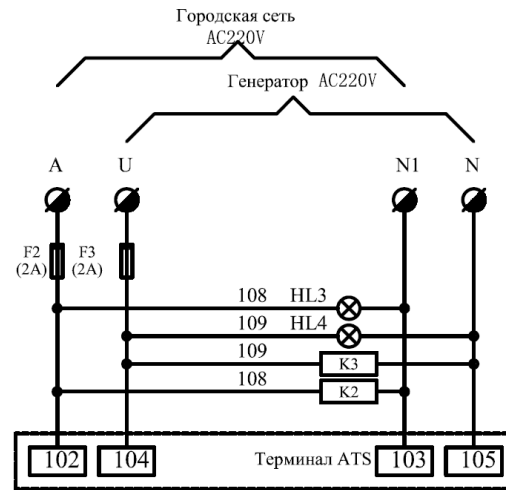 Городская сеть
AC220V
Генератор AC220V
A U N1 N
F2 F3
(2A) (2A)
108 HL3
109 HL4
109 K3
108 K2
102 104 Терминал ATS 103 105